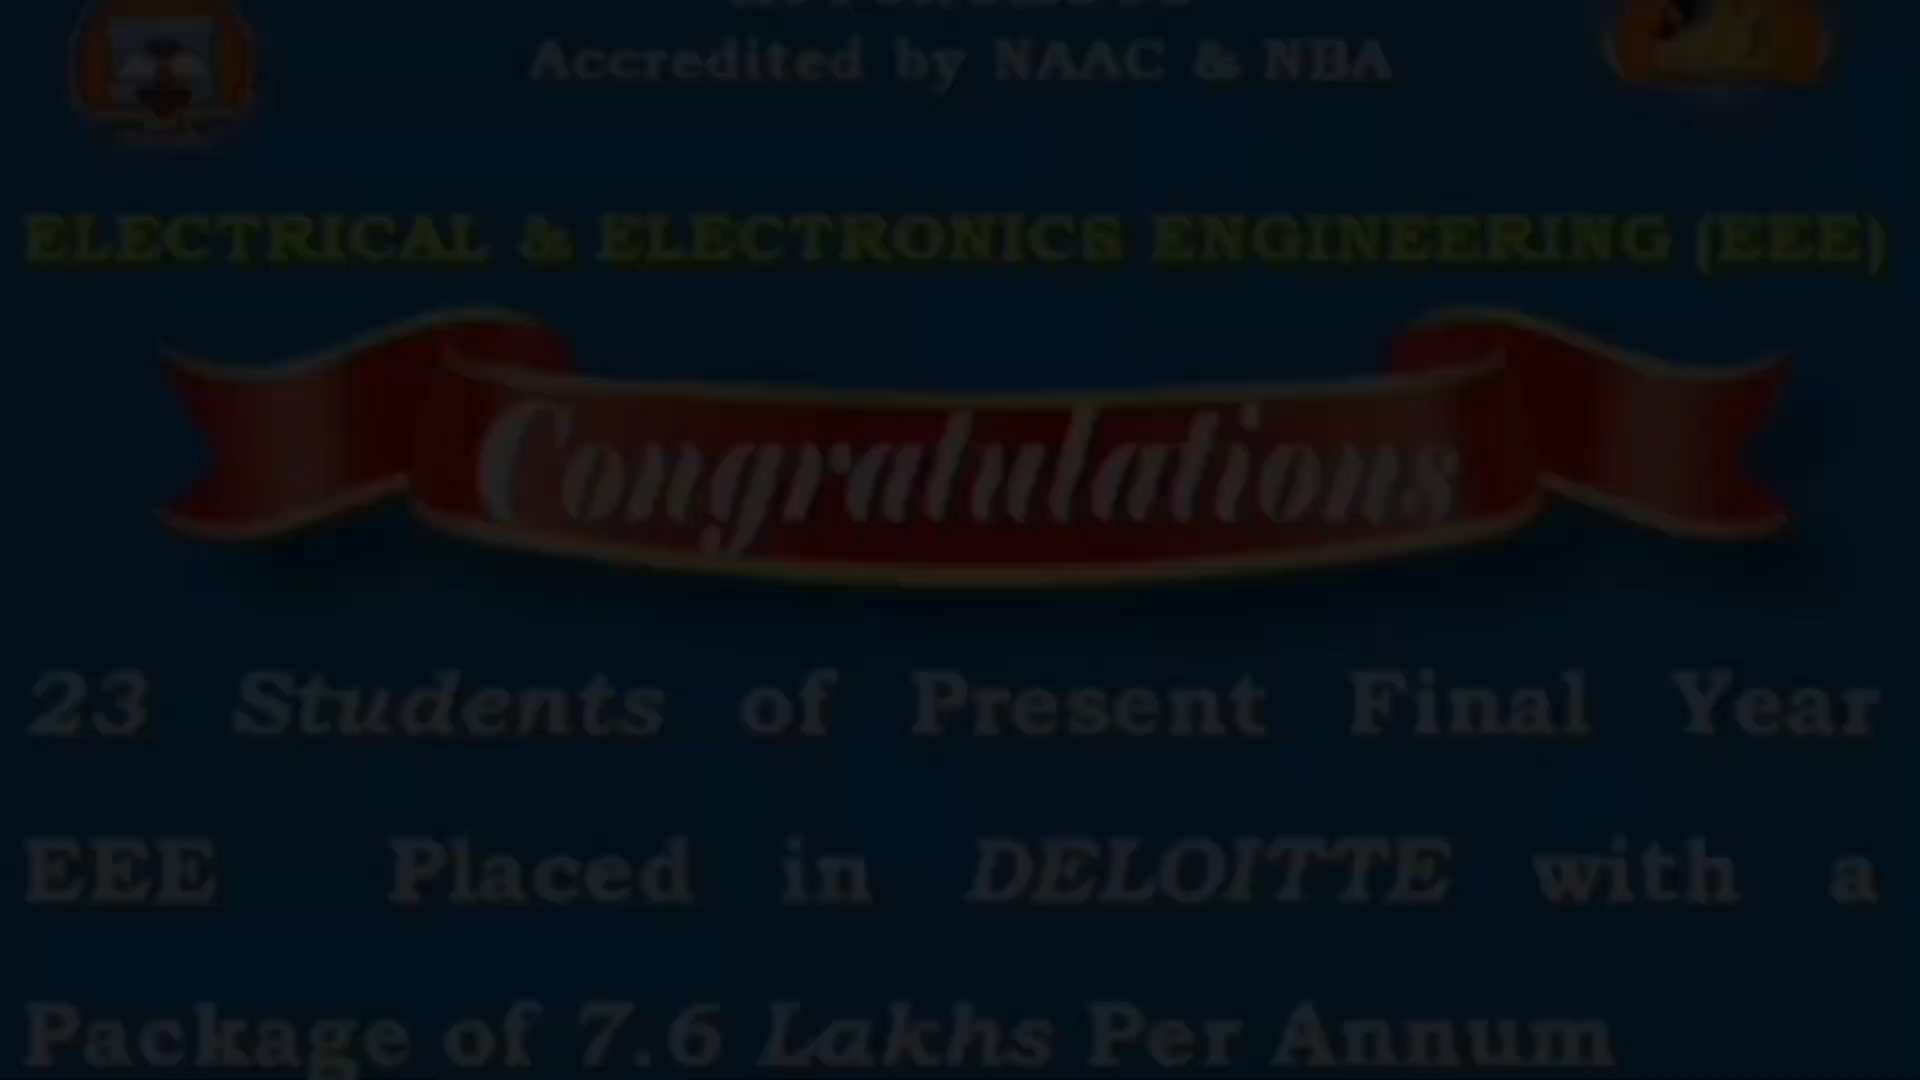 Accredited by NAAC & NBA
ELECTRICAL & ELECTRONICS ENGINEERING (EEE)
Congratulations
23 Students of Present Final Year
EEE Placed in DELOITTE with a
Package of 7.6 Lakhs Per Annum